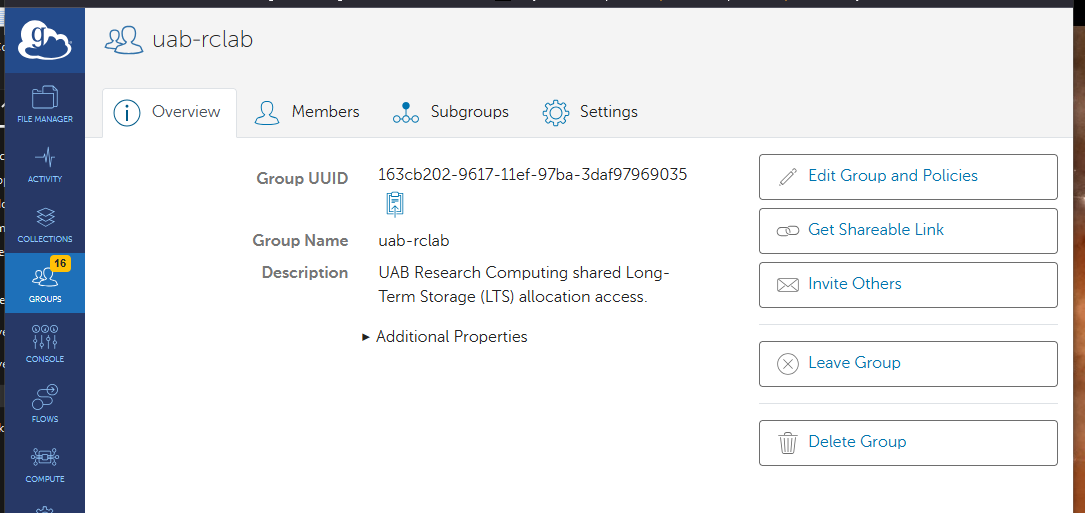 g
uab-rclab
FILE MANAGER
ACTIVITY
COLLECTIONS
16
GROUPS
CONSOLE
FLOWS
COMPUTE
Overview
Members
Subgroups
Settings
Group UUID
163cb202-9617-11ef-97ba-3daf97969035
Group Name
uab-rclab
Description
UAB Research Computing shared Long-
Term Storage (LTS) allocation access.
Additional Properties
Edit Group and Policies
Get Shareable Link
Invite Others
Leave Group
Delete Group